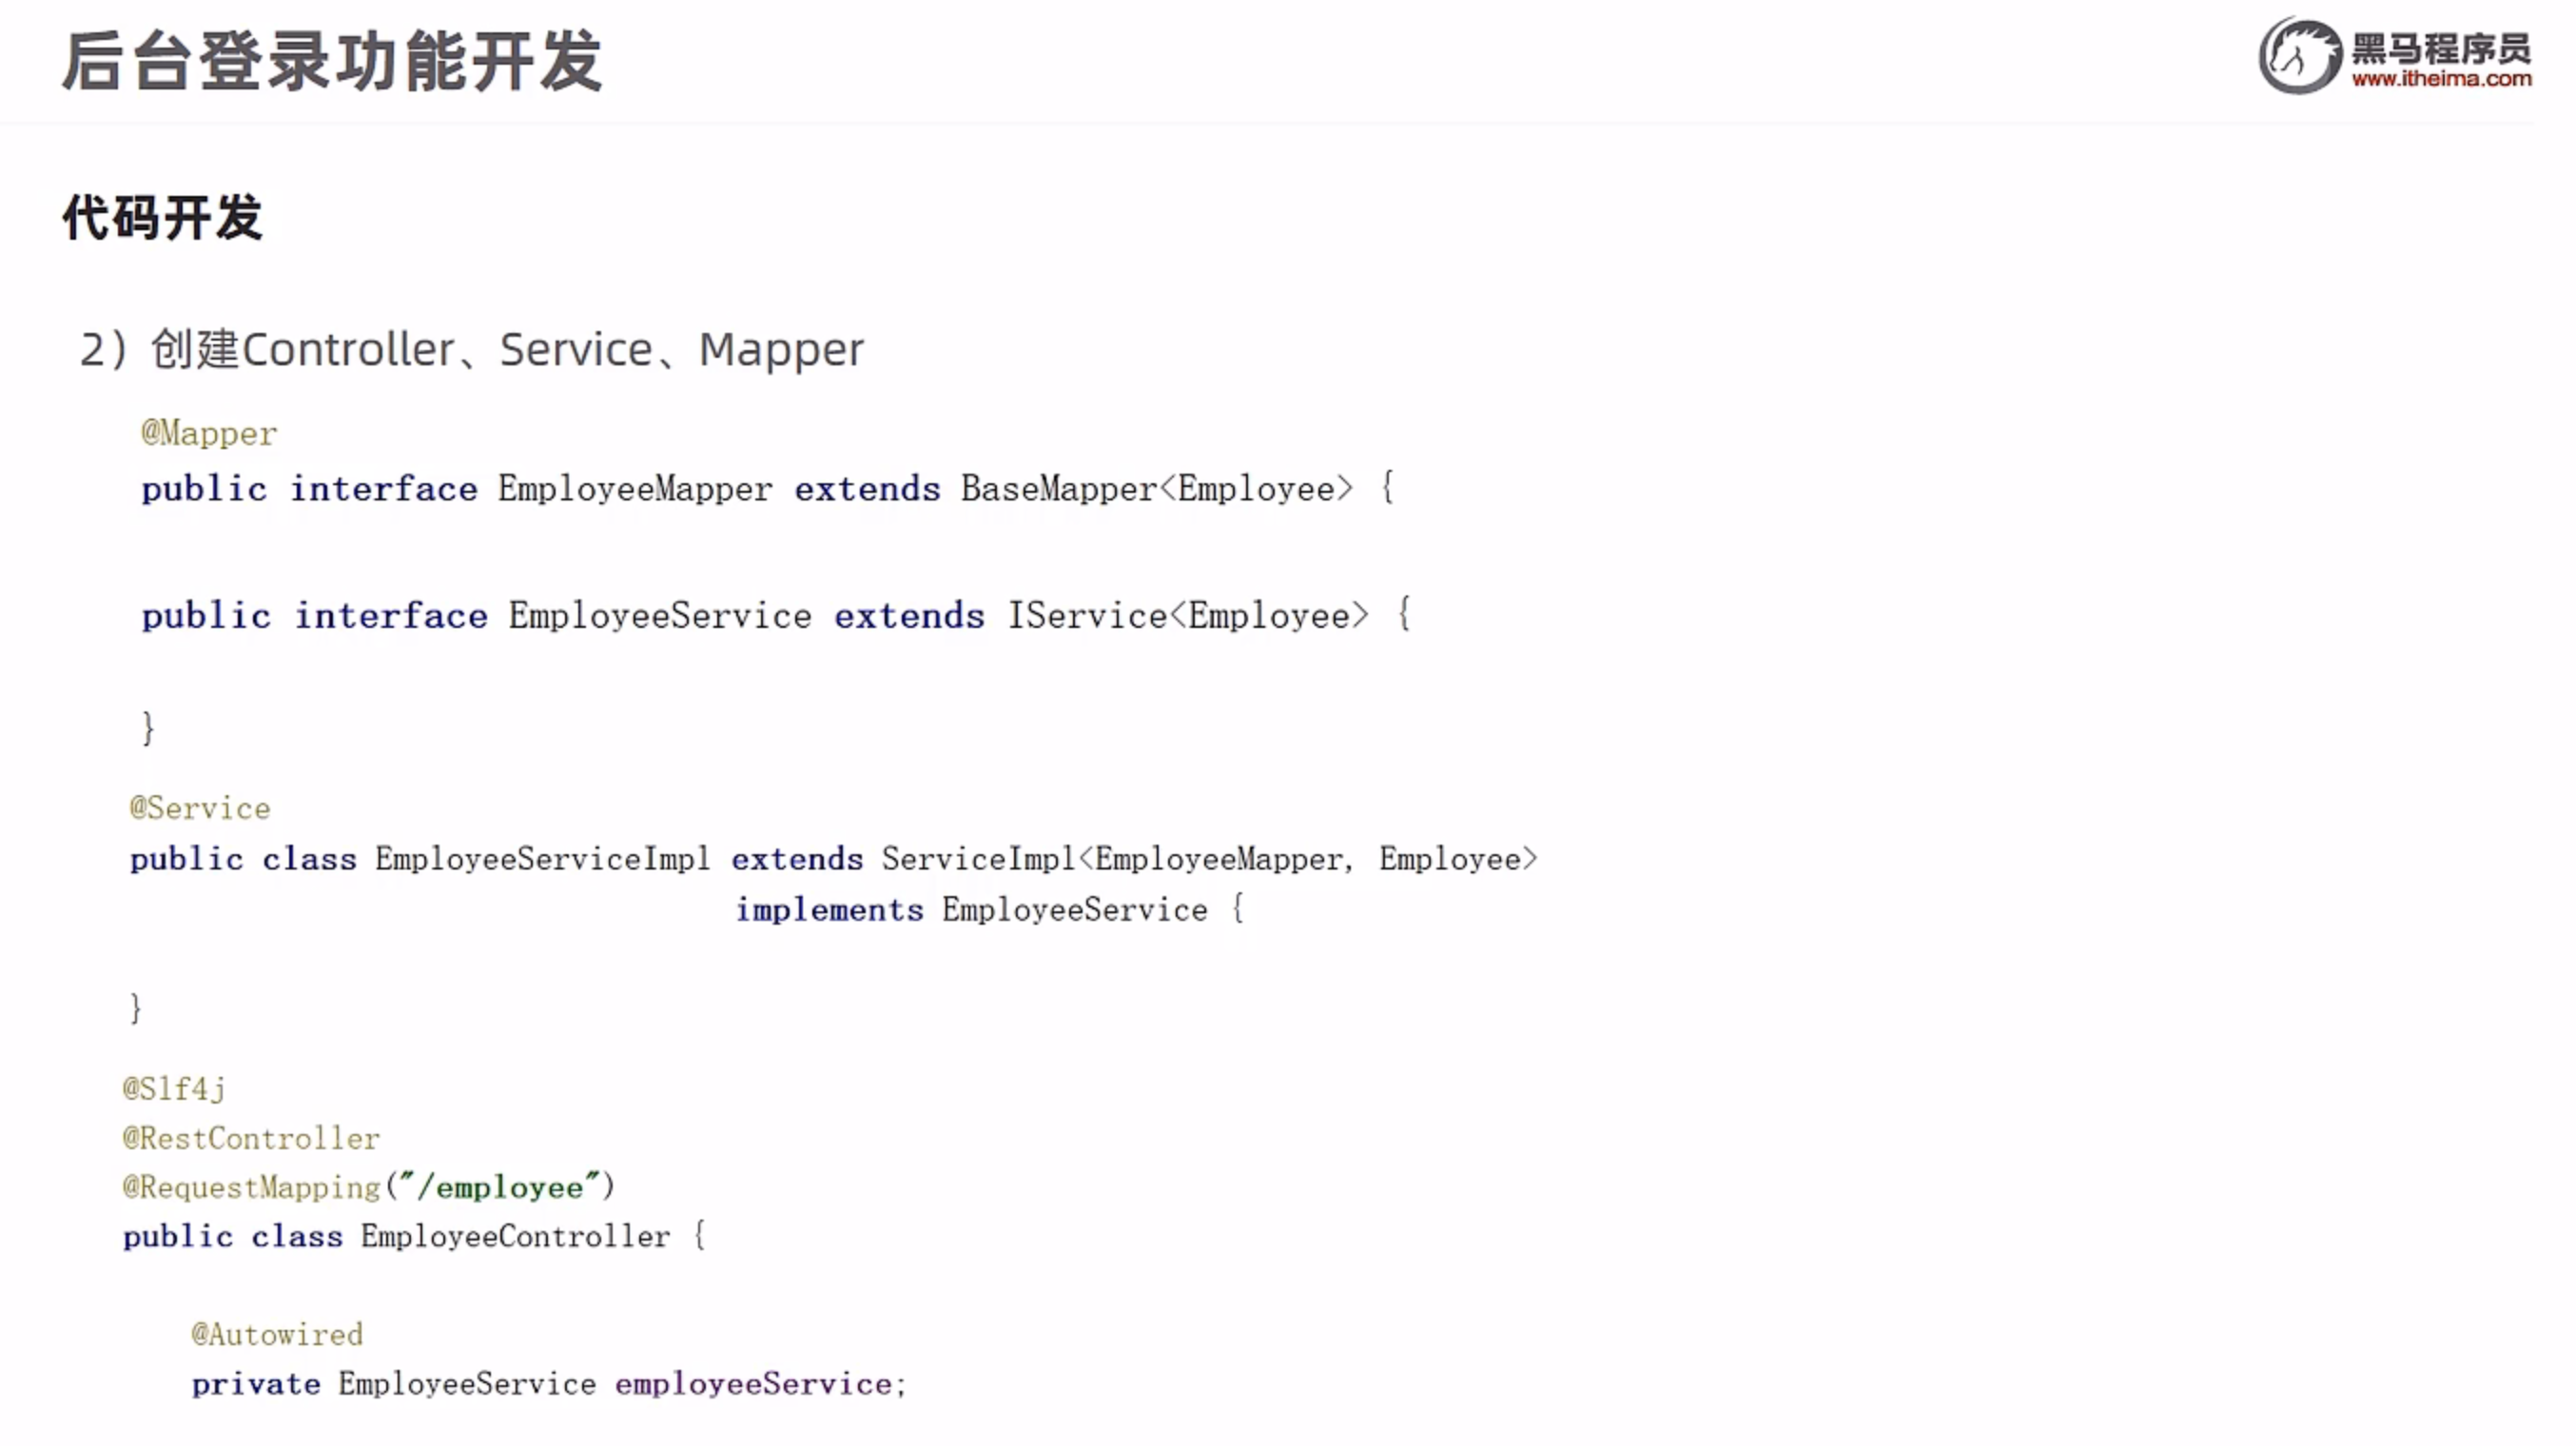 后台登录功能开发
黑马程序员
www.itheima.com
代码开发
2）创建Controller、Service、Mapper
@Mapper
public interface EmployeeMapper extends BaseMapper<Employee> {
public interface EmployeeService extends IService<Employee> {
}
@Service
public class EmployeeServiceImpl extends ServiceImpl<EmployeeMapper, Employee>
implements EmployeeService {
}
@Slf4j
@RestController
@RequestMapping("/employee")
public class EmployeeController {
@Autowired
private EmployeeService employeeService;